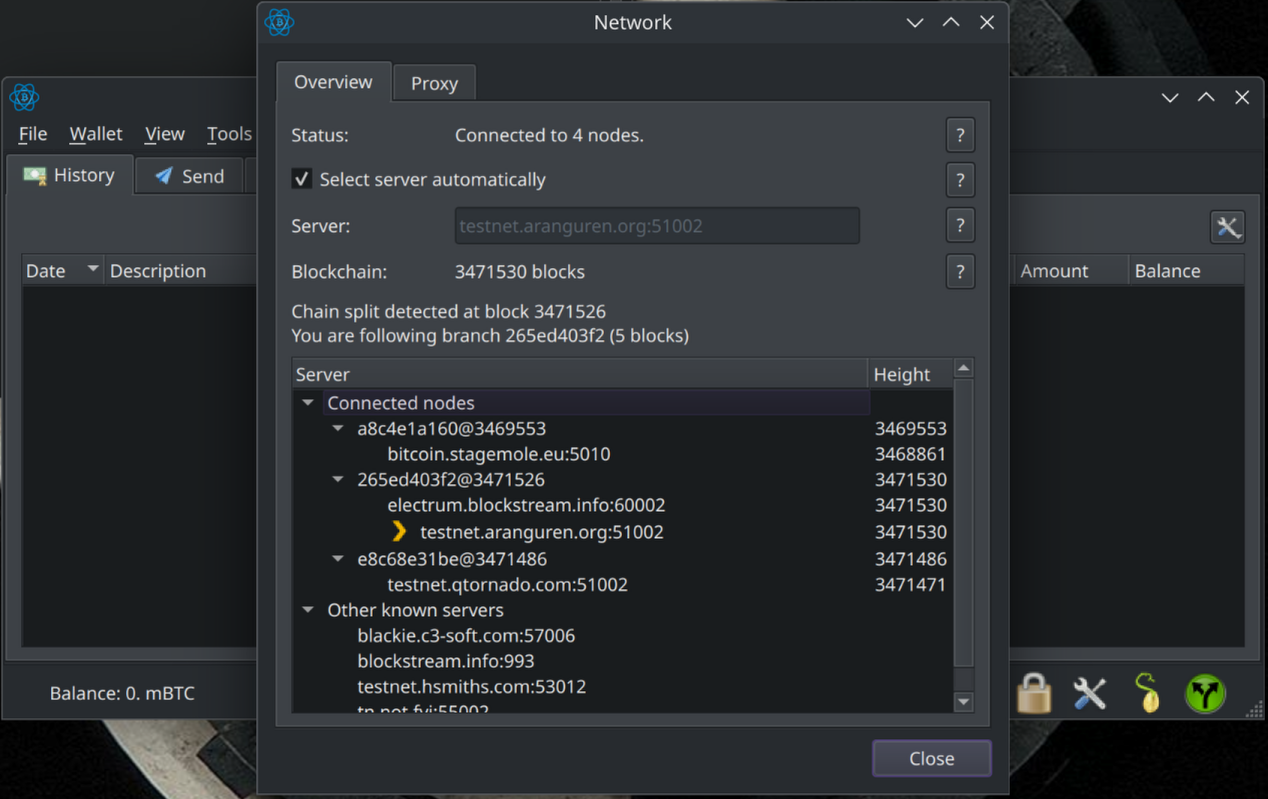 Network
Overview
Proxy
File Wallet View Tools
History
Send
Status: Connected to 4 nodes. ?
Select server automatically ?
Server: testnet.aranguren.org:51002 ?
Blockchain: 3471530 blocks ?
Date Description Amount Balance
Chain split detected at block 3471526
You are following branch 265ed403f2 (5 blocks)
Server Height
Connected nodes
a8c4e1a160@3469553 3469553
bitcoin.stagemole.eu:5010 3468861
265ed403f2@3471526 3471530
electrum.blockstream.info:60002 3471530
testnet.aranguren.org:51002 3471530
e8c68e31be@3471486 3471486
testnet.qtornado.com:51002 3471471
Other known servers
blackie.c3-soft.com:57006
blockstream.info:993
testnet.hsmiths.com:53012
tn.not.fyi:55002
Balance: 0. mBTC
Close